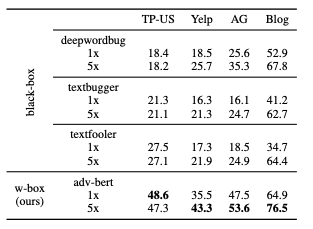 TP-US Yelp AG Blog
black-box
deepwordbug
1x 18.4 18.5 25.6 52.9
5x 18.2 25.7 35.3 67.8
textbugger
1x 21.3 16.3 16.1 41.2
5x 21.1 21.3 24.7 62.7
textfooler
1x 27.5 17.3 18.5 34.7
5x 27.1 21.9 24.9 64.4
w-box
(ours)
adv-bert
1x 48.6 35.5 47.5 64.9
5x 47.3 43.3 53.6 76.5